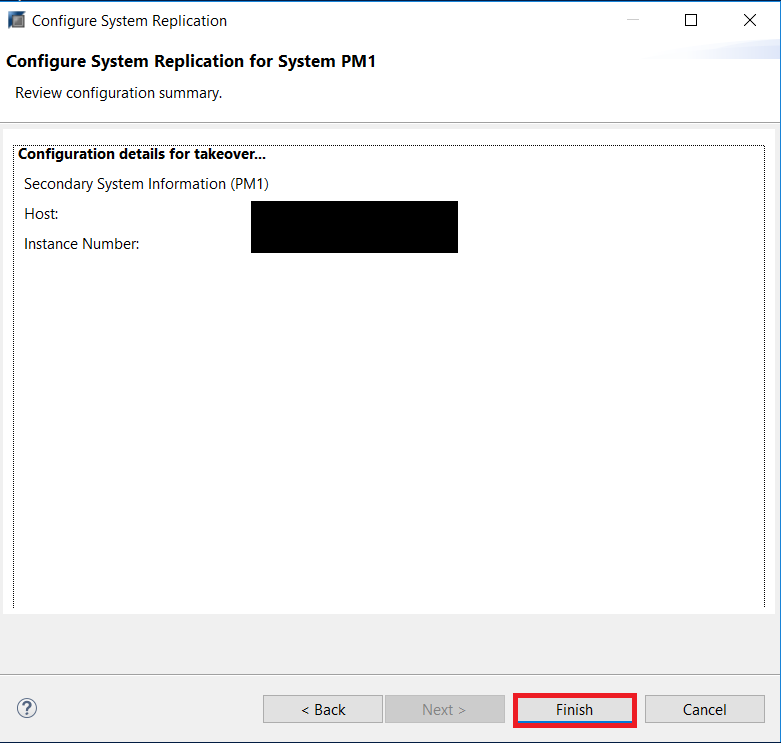 Configure System Replication
Configure System Replication for System PM1
Review configuration summary.
Configuration details for takeover...
Secondary System Information (PM1)
Host:
Instance Number:
?
< Back
Next >
Finish
Cancel